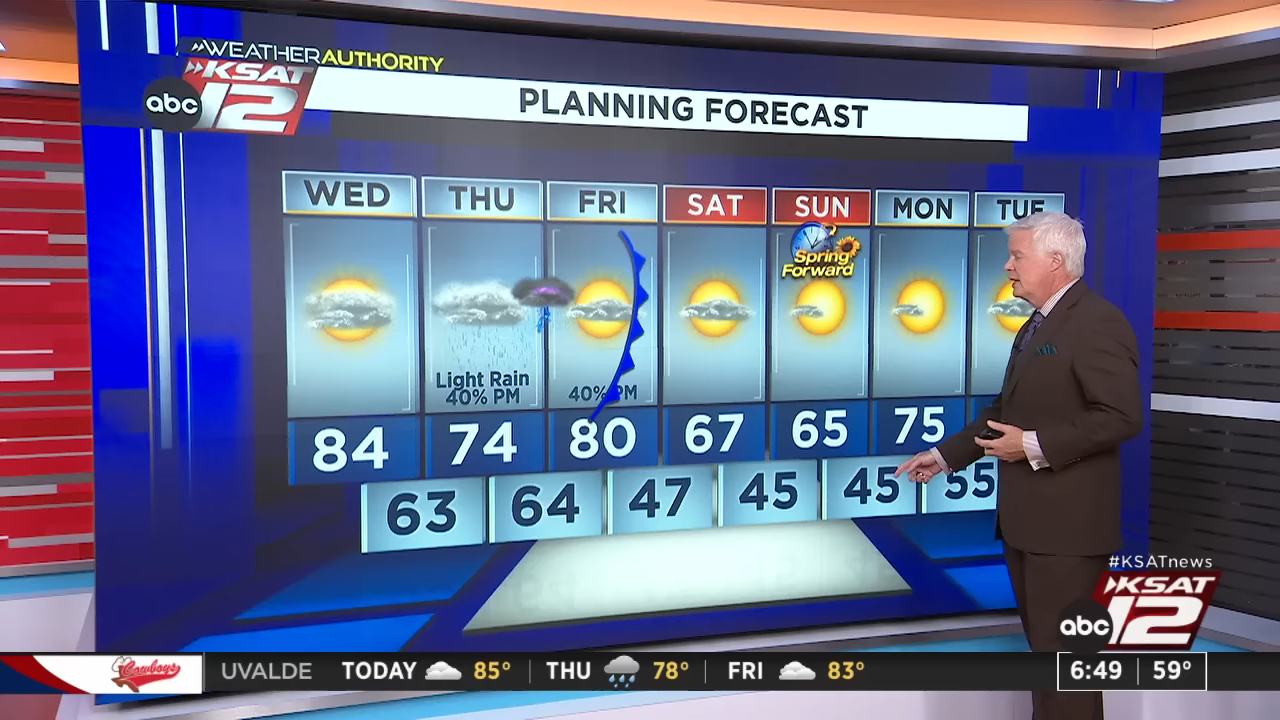 WEATHERAUTHORITY
KSAT
abc 12
PLANNING FORECAST
WED THU FRI SAT SUN MON TUE
Spring
Forward
Light Rain
40% PM
40% PM
84 74 80 67 65 75
63 64 47 45 45 55
#KSATnews
KSAT
abc 12
Cowboys UVALDE TODAY 85° THU 78° FRI 83° 6:49 59°